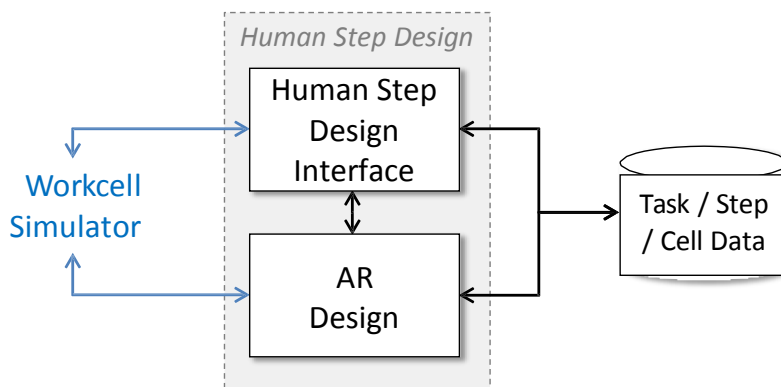 Human Step Design
Human Step
Design
Interface
Workcell
Simulator
Task / Step
/ Cell Data
AR
Design